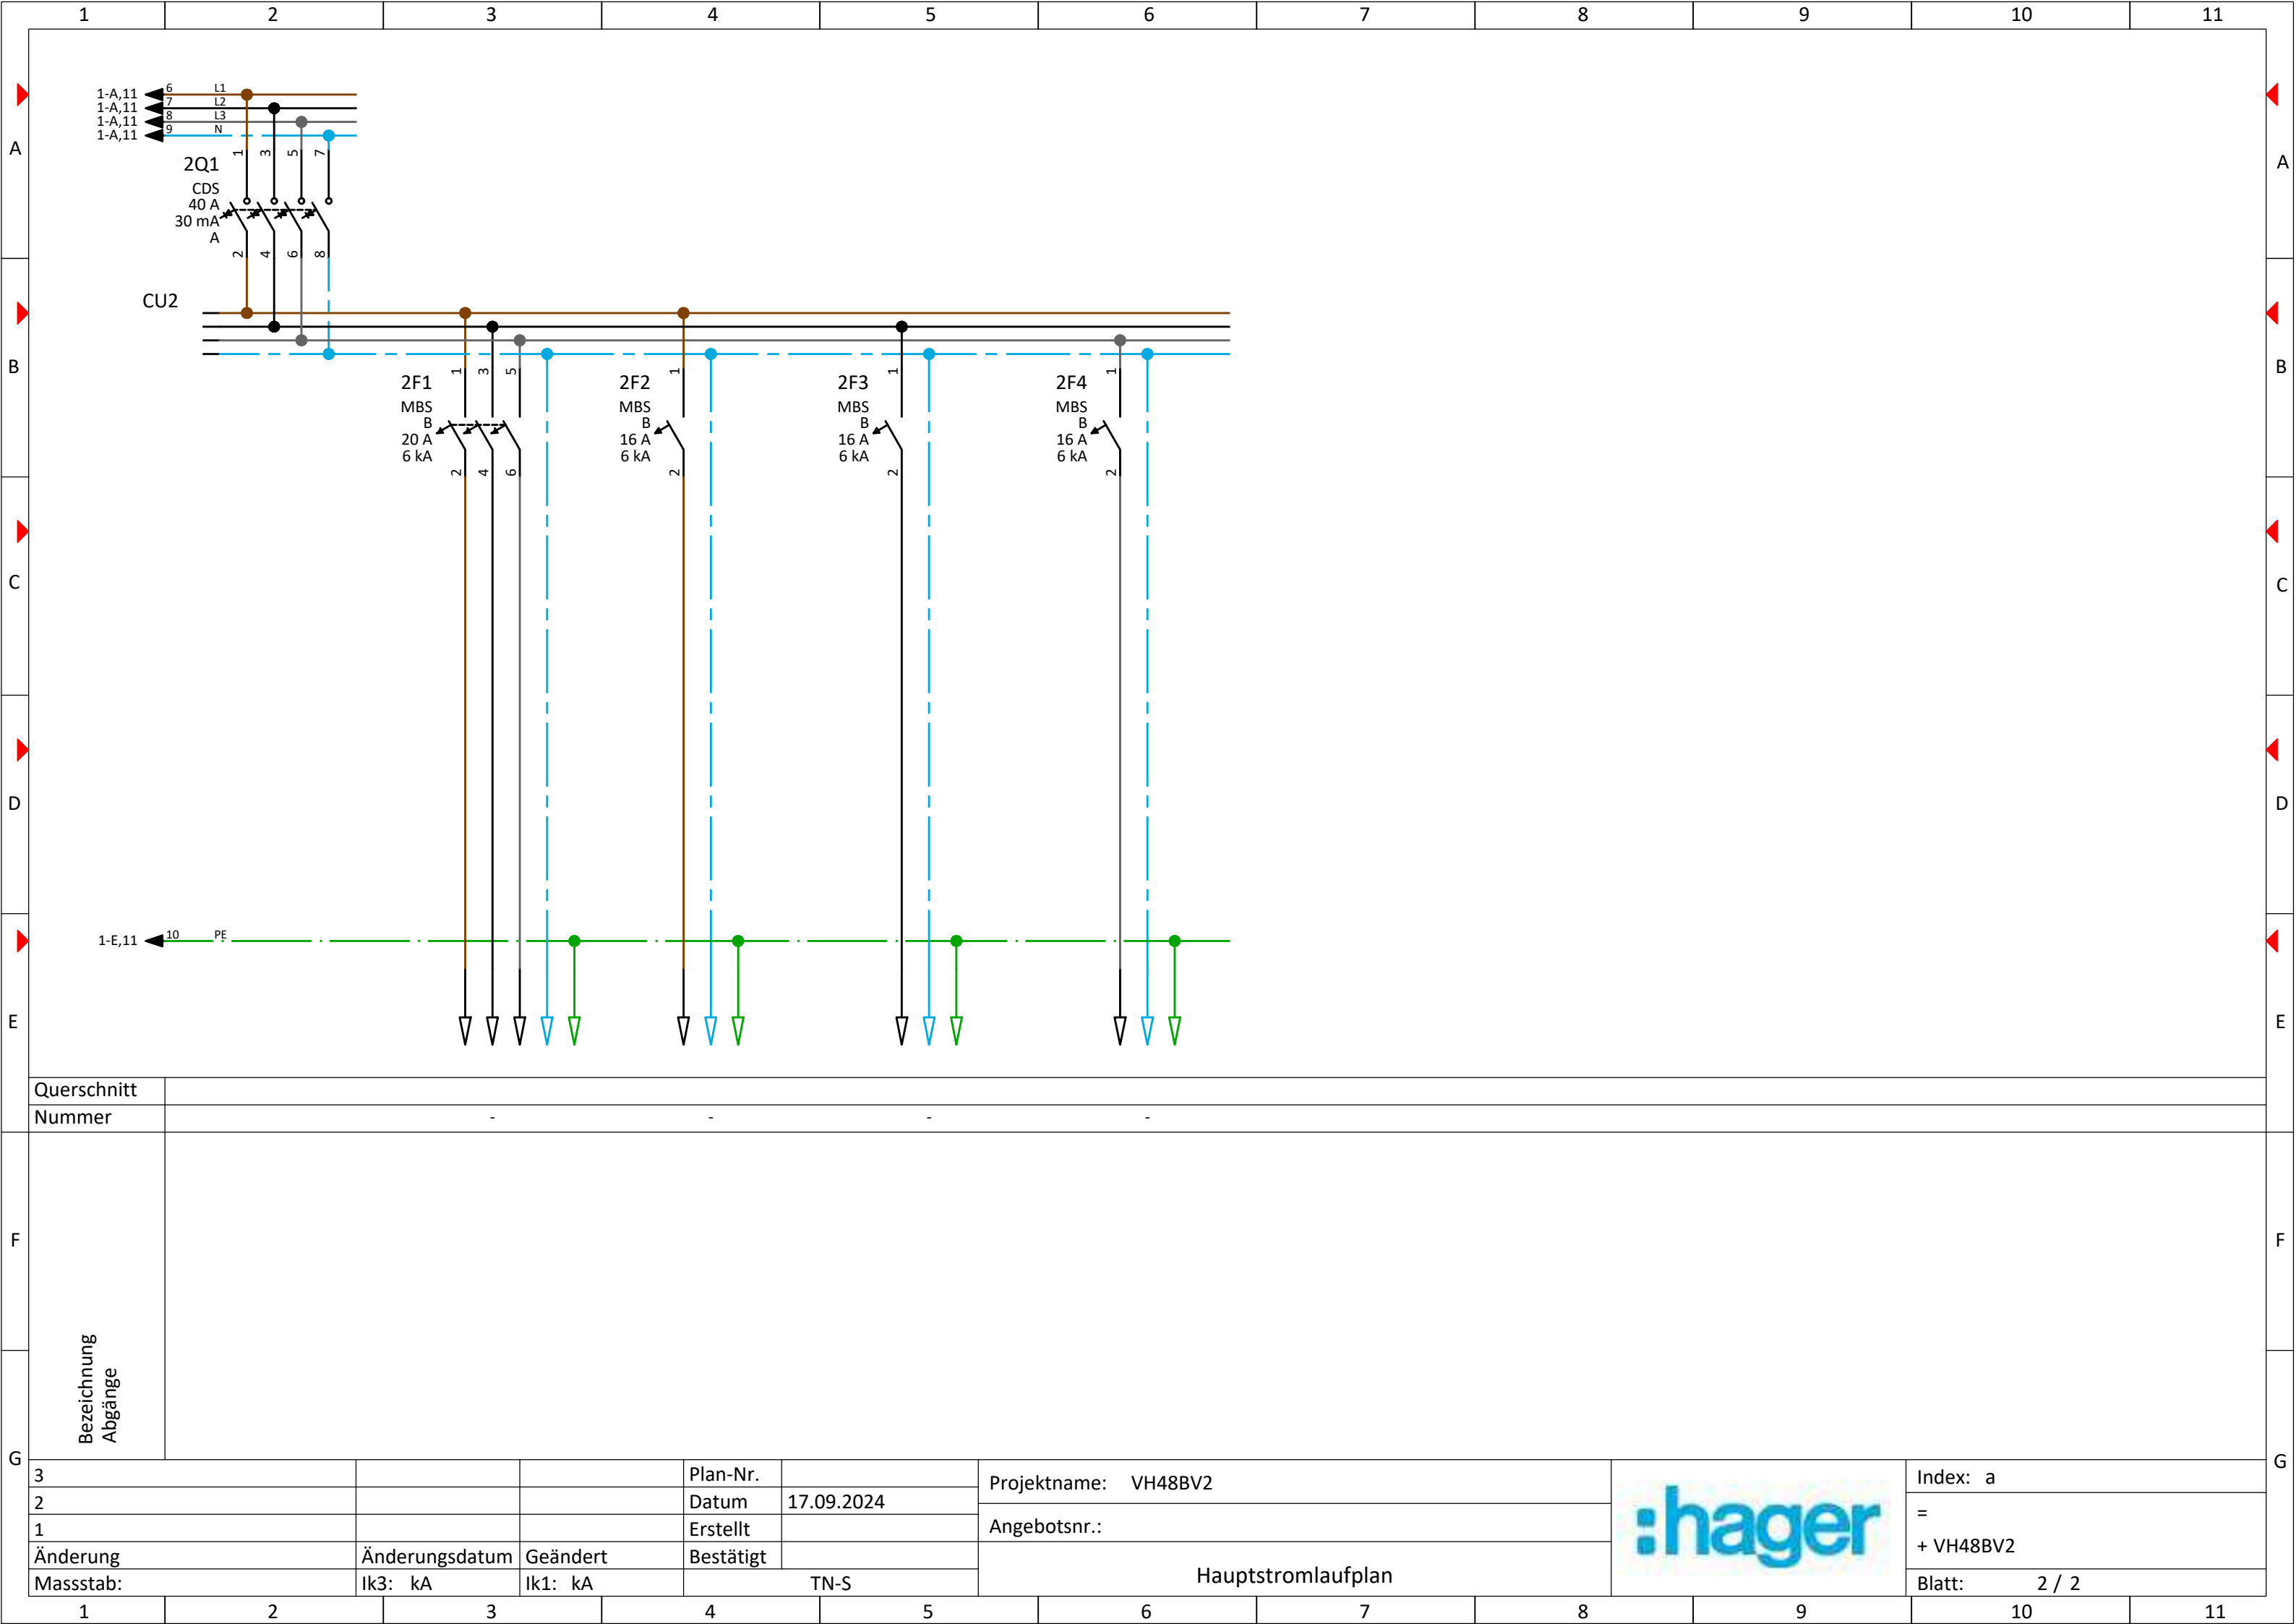 1 2 3 4 5 6 7 8 9 10 11
1-A,11 6 L1
1-A,11 7 L2
1-A,11 8 L3
1-A,11 9 N
A A
1 3 5 7
2Q1
CDS
40 A
30 mA
A
2 4 6 8
CU2
B B
1 3 5 1 1 1
2F1 2F2 2F3 2F4
MBS MBS MBS MBS
B B B B
20 A 16 A 16 A 16 A
6 kA 6 kA 6 kA 6 kA
2 4 6 2 2 2
C C
D D
1-E,11 10 PE
E E
Querschnitt
Nummer - - - -
F F
Bezeichnung
Abgänge
G G
3 Plan-Nr. Projektname: VH48BV2 :hager Index: a
2 Datum 17.09.2024
1 Erstellt Angebotsnr.: =
Änderung Änderungsdatum Geändert Bestätigt + VH48BV2
Massstab: Ik3: kA Ik1: kA TN-S Hauptstromlaufplan Blatt: 2 / 2
1 2 3 4 5 6 7 8 9 10 11